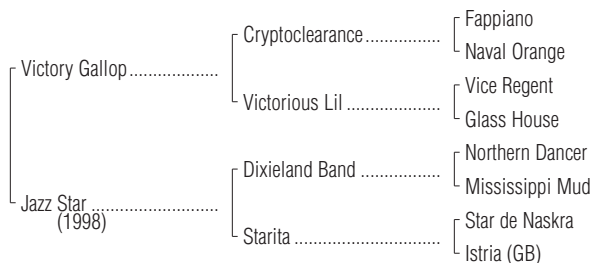 Fappiano
Cryptoclearance.................
Naval Orange
Victory Gallop....................
Vice Regent
Victorious Lil .....................
Glass House
Northern Dancer
Dixieland Band ..................
Mississippi Mud
Jazz Star ...........................
(1998)
Star de Naskra
Starita .................................
Istria (GB)